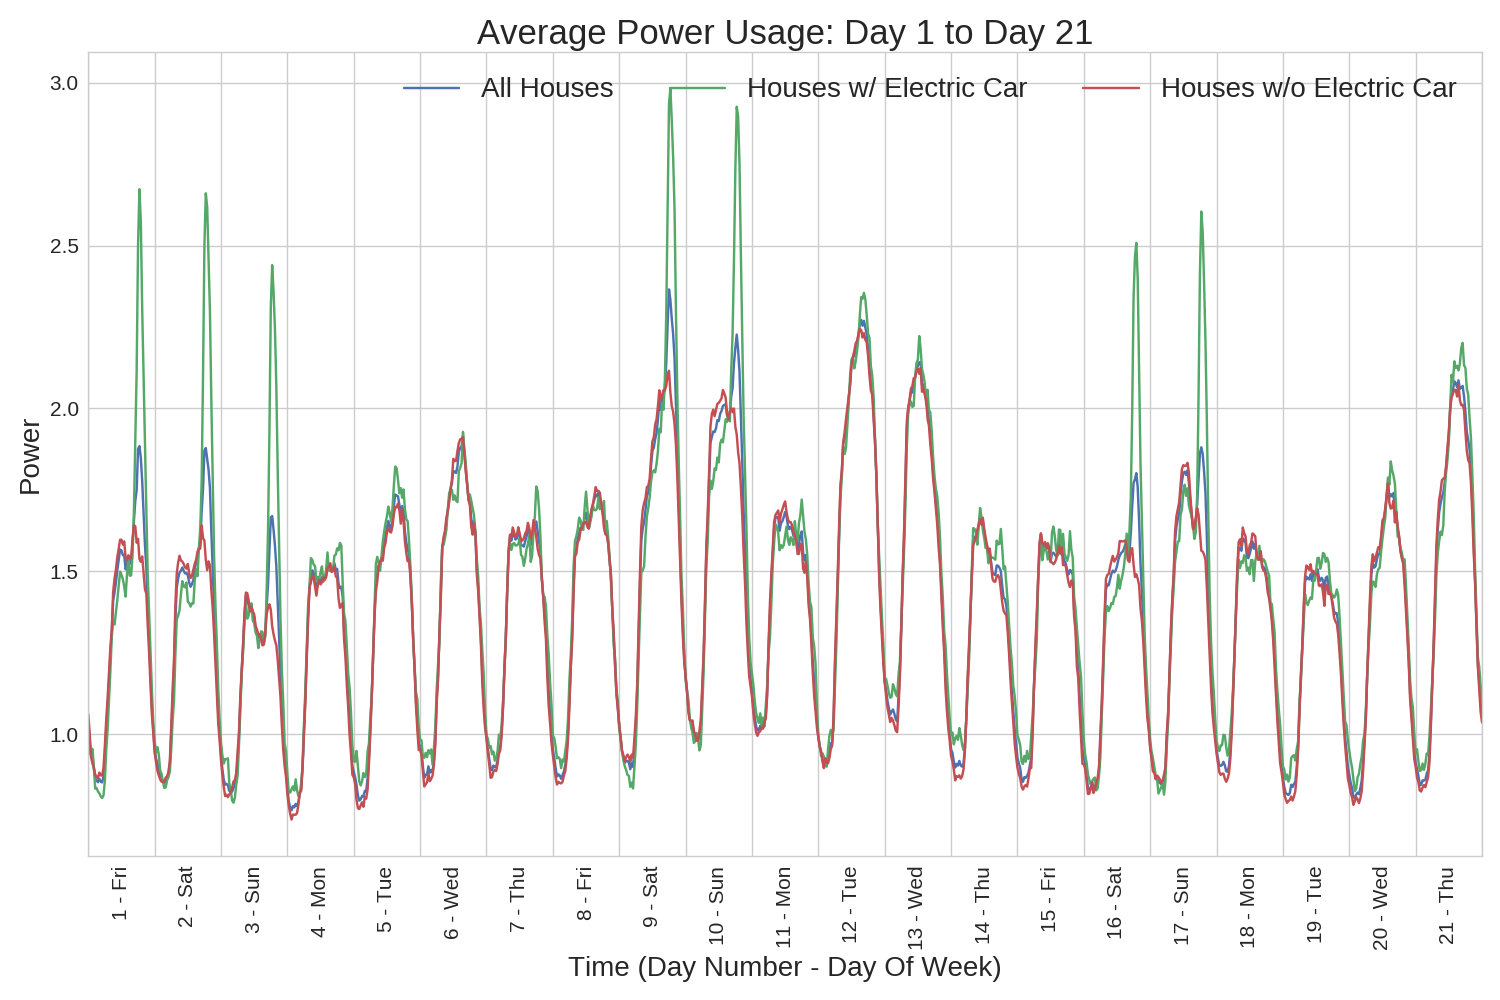 Average Power Usage: Day 1 to Day 21
All Houses
Houses w/ Electric Car
Houses w/o Electric Car
Power
3.0
2.5
2.0
1.5
1.0
1 - Fri
2 - Sat
3 - Sun
4 - Mon
5 - Tue
6 - Wed
7 - Thu
8 - Fri
9 - Sat
10 - Sun
11 - Mon
12 - Tue
13 - Wed
14 - Thu
15 - Fri
16 - Sat
17 - Sun
18 - Mon
19 - Tue
20 - Wed
21 - Thu
Time (Day Number - Day Of Week)